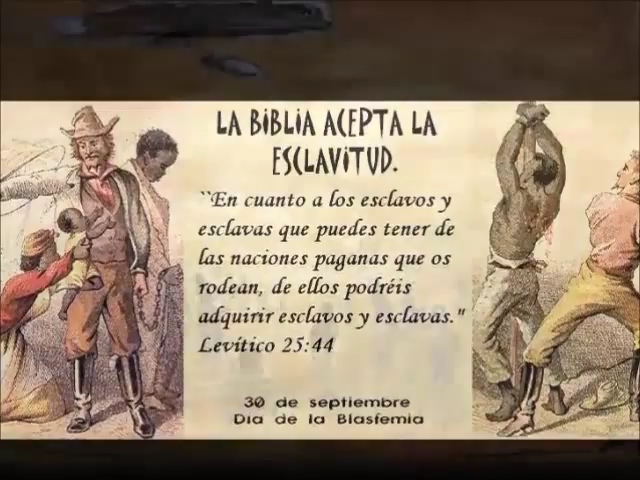 LA BIBLIA ACEPTA LA
ESCLAVITUD.
``En cuanto a los esclavos y
esclavas que puedes tener de
las naciones paganas que os
rodean, de ellos podréis
adquirir esclavos y esclavas."
Levítico 25:44
30 de septiembre
Dia de la Blasfemia